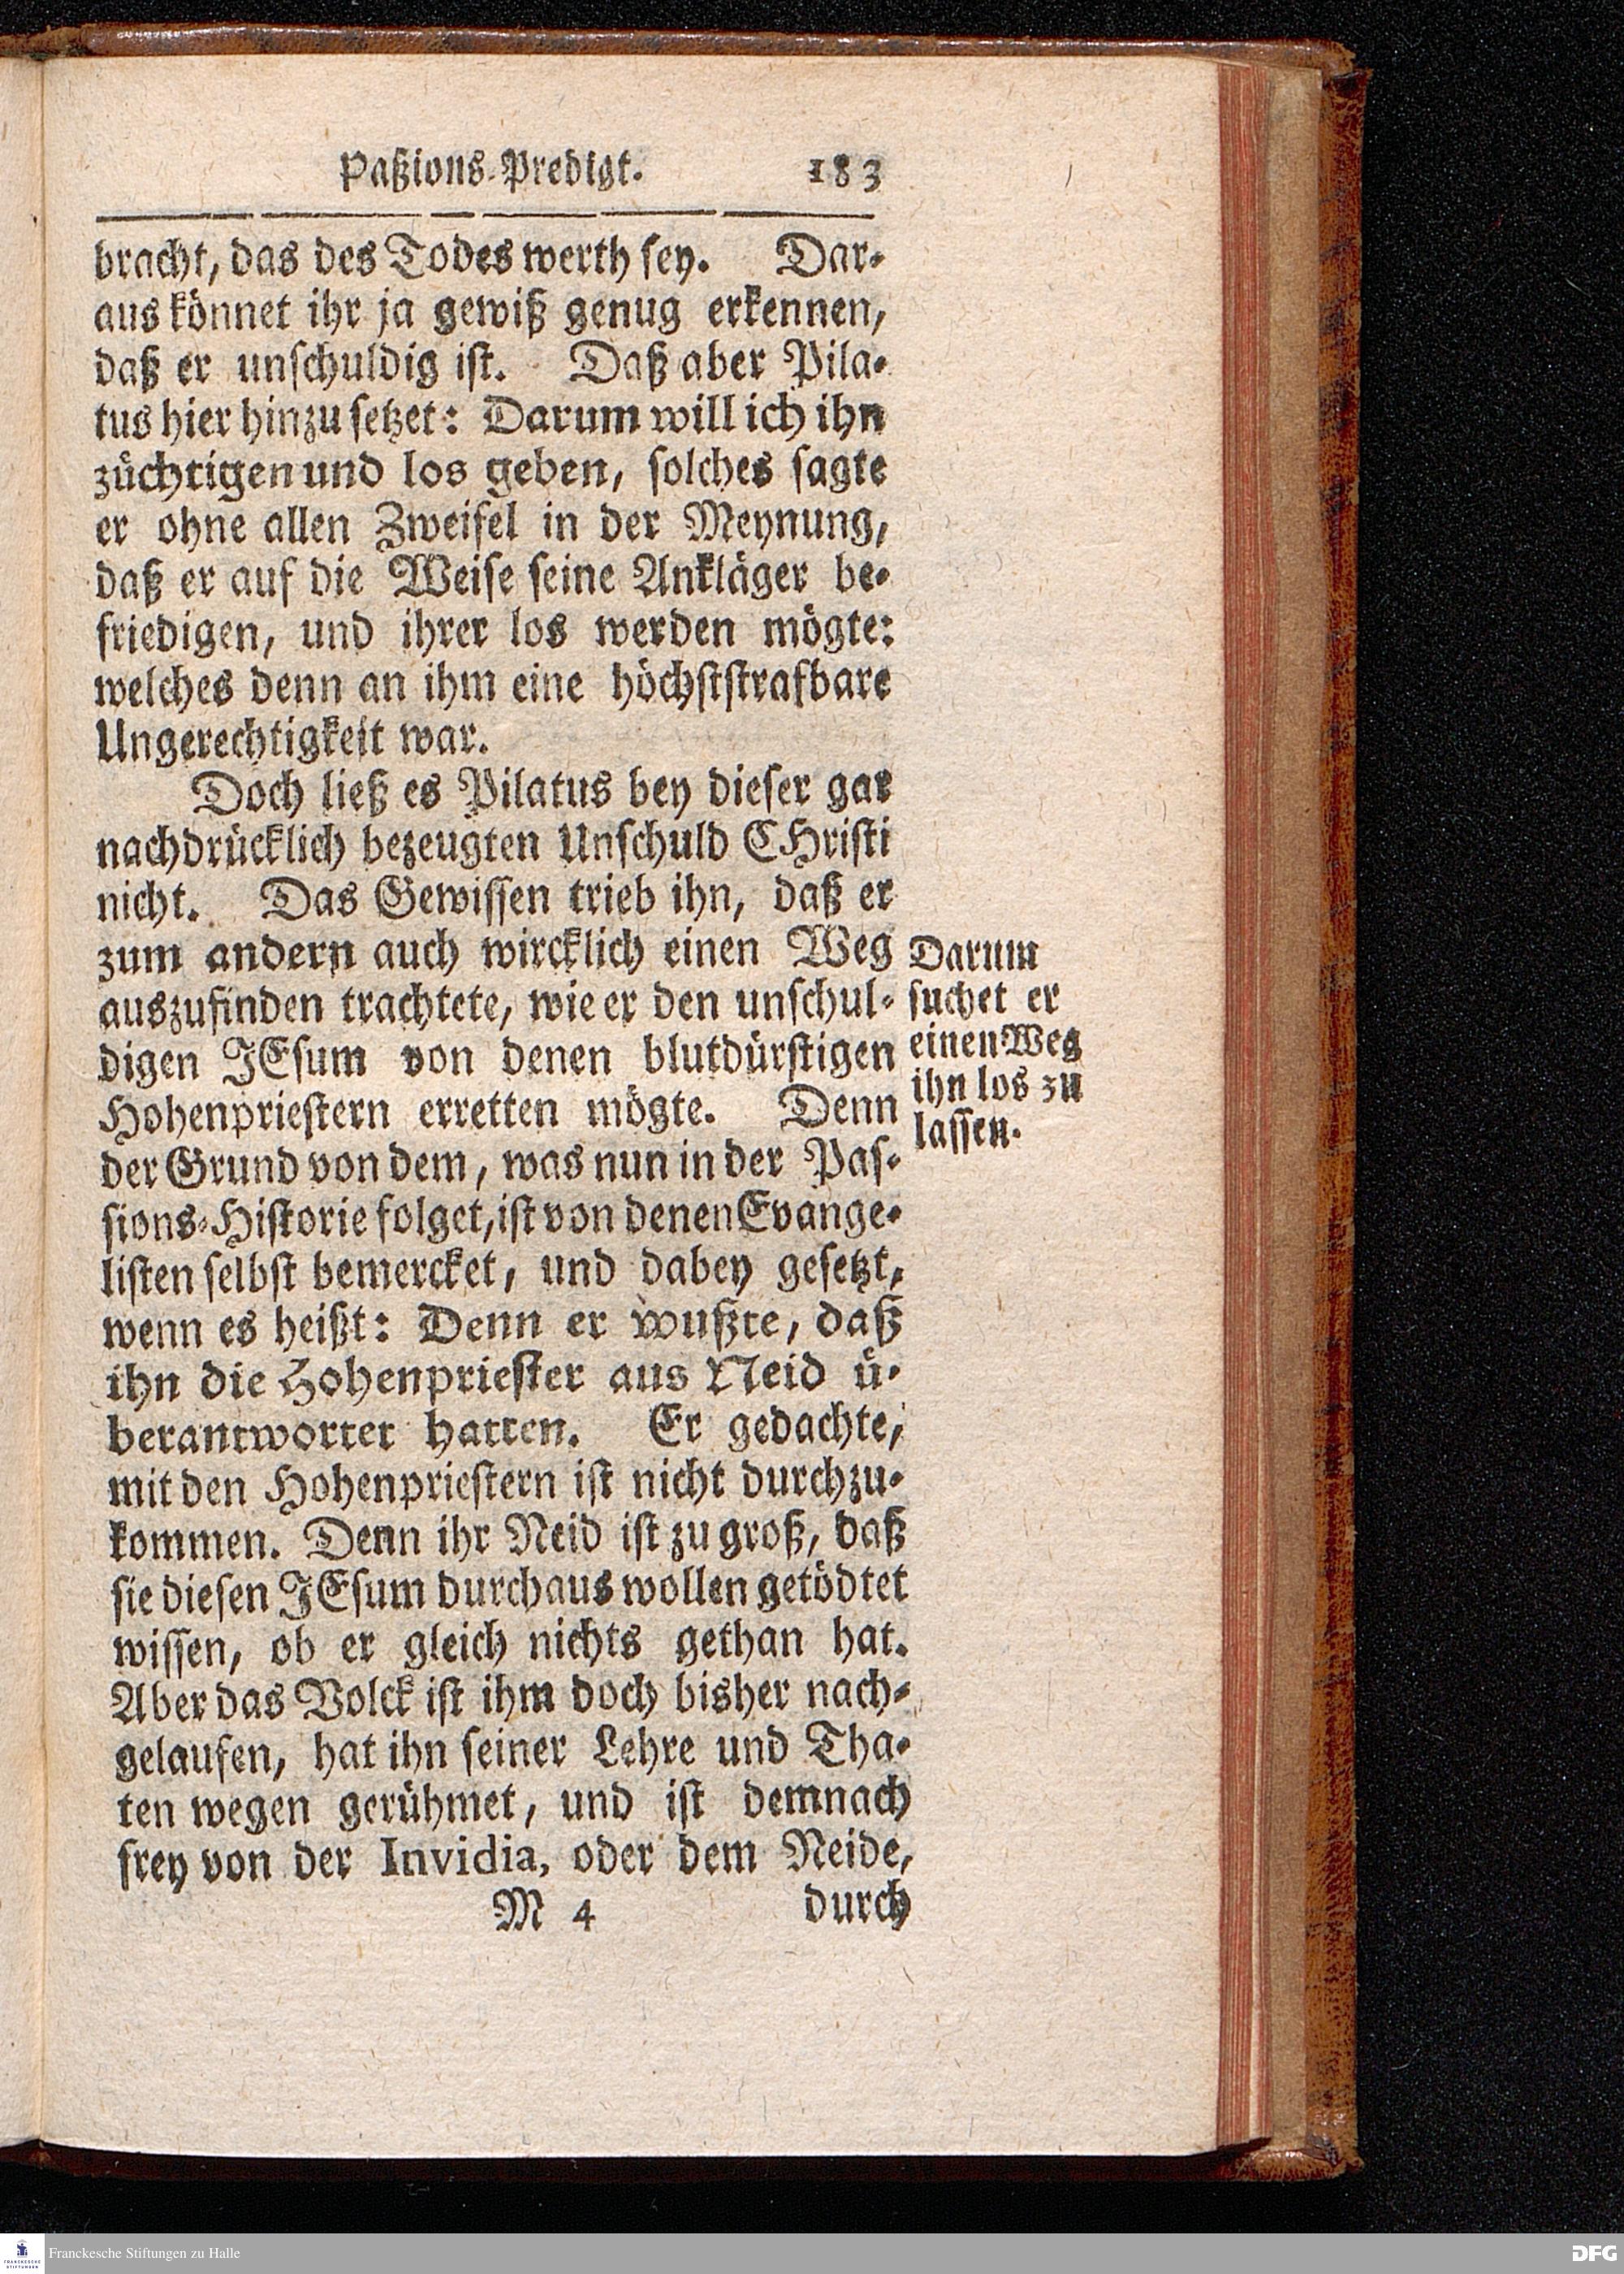 Paßions-Predigt. 183
bracht, das des Todes werth sey. Dar-
aus könnet ihr ja gewiß genug erkennen,
daß er unschuldig ist. Daß aber Pila-
tus hier hinzu setzet: Darum will ich ihn
züchtigen und los geben, solches sagte
er ohne allen Zweifel in der Meynung,
daß er auf die Weise seine Ankläger be-
friedigen, und ihrer los werden mögte:
welches denn an ihm eine höchststrafbare
Ungerechtigkeit war.
Doch ließ es Pilatus bey dieser gar
nachdrücklich bezeugten Unschuld CHristi
nicht. Das Gewissen trieb ihn, daß er
zum andern auch wircklich einen Weg
auszufinden trachtete, wie er den unschul-
digen JEsum von denen blutdürstigen
Hohenpriestern erretten mögte. Denn
der Grund von dem, was nun in der Pas-
sions-Historie folget, ist von denen Evange-
listen selbst bemercket, und dabey gesetzt,
wenn es heißt: Denn er wußte, daß
ihn die Hohenpriester aus Neid ü-
berantwortet hatten. Er gedachte,
mit den Hohenpriestern ist nicht durchzu-
kommen. Denn ihr Neid ist zu groß, daß
sie diesen JEsum durchaus wollen getödtet
wissen, ob er gleich nichts gethan hat.
Aber das Volck ist ihm doch bisher nach-
gelaufen, hat ihn seiner Lehre und Tha-
ten wegen gerühmet, und ist demnach
frey von der Invidia, oder dem Neide,
M 4 durch
Darum
suchet er
einen Weg
ihn los zu
lassen.
FRANCKESCHE STIFTUNGEN
Franckesche Stiftungen zu Halle
DFG